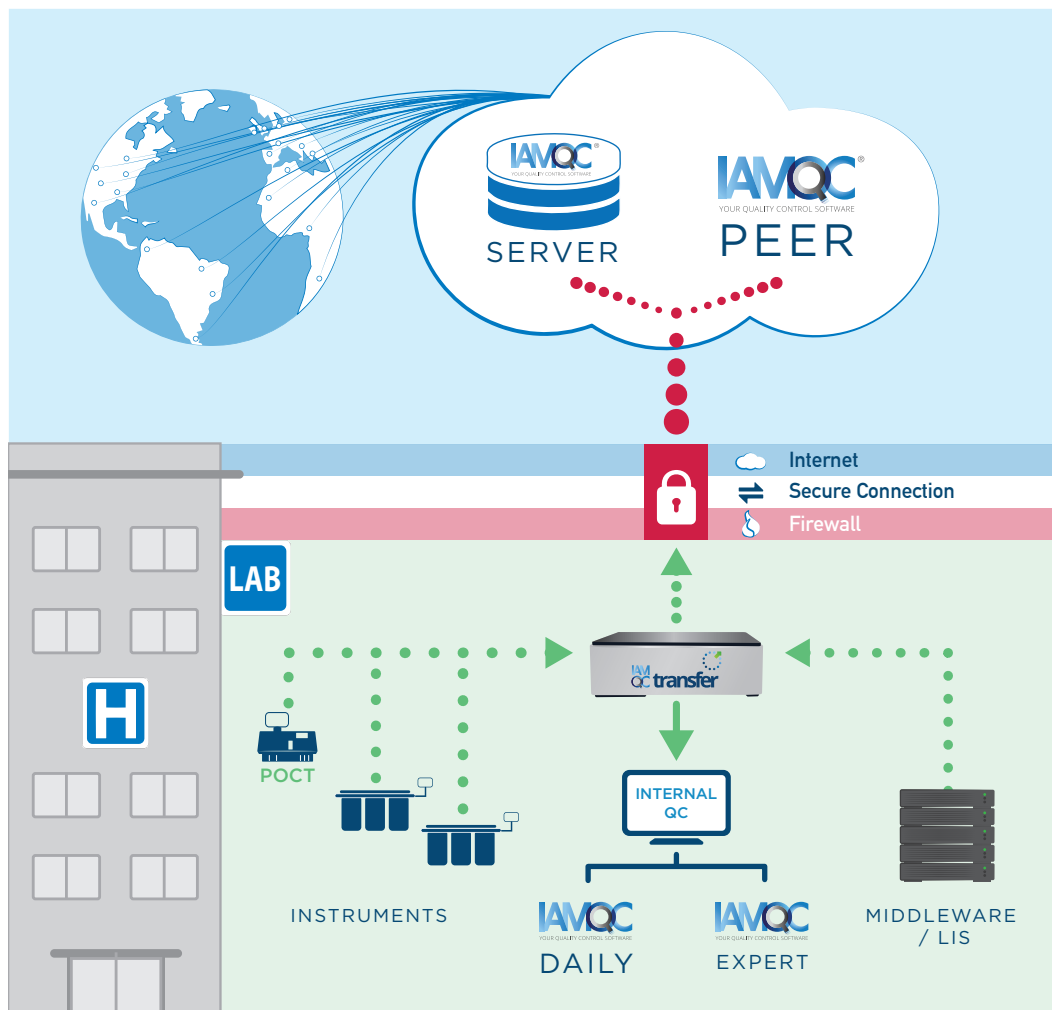 IAMQC®
YOUR QUALITY CONTROL SOFTWARE
SERVER
IAMQC®
YOUR QUALITY CONTROL SOFTWARE
PEER
Internet
Secure Connection
Firewall
LAB
H
IAM
QC transfer
POCT
INTERNAL
QC
INSTRUMENTS
IAMQC
YOUR QUALITY CONTROL SOFTWARE
DAILY
IAMQC
YOUR QUALITY CONTROL SOFTWARE
EXPERT
MIDDLEWARE
/ LIS